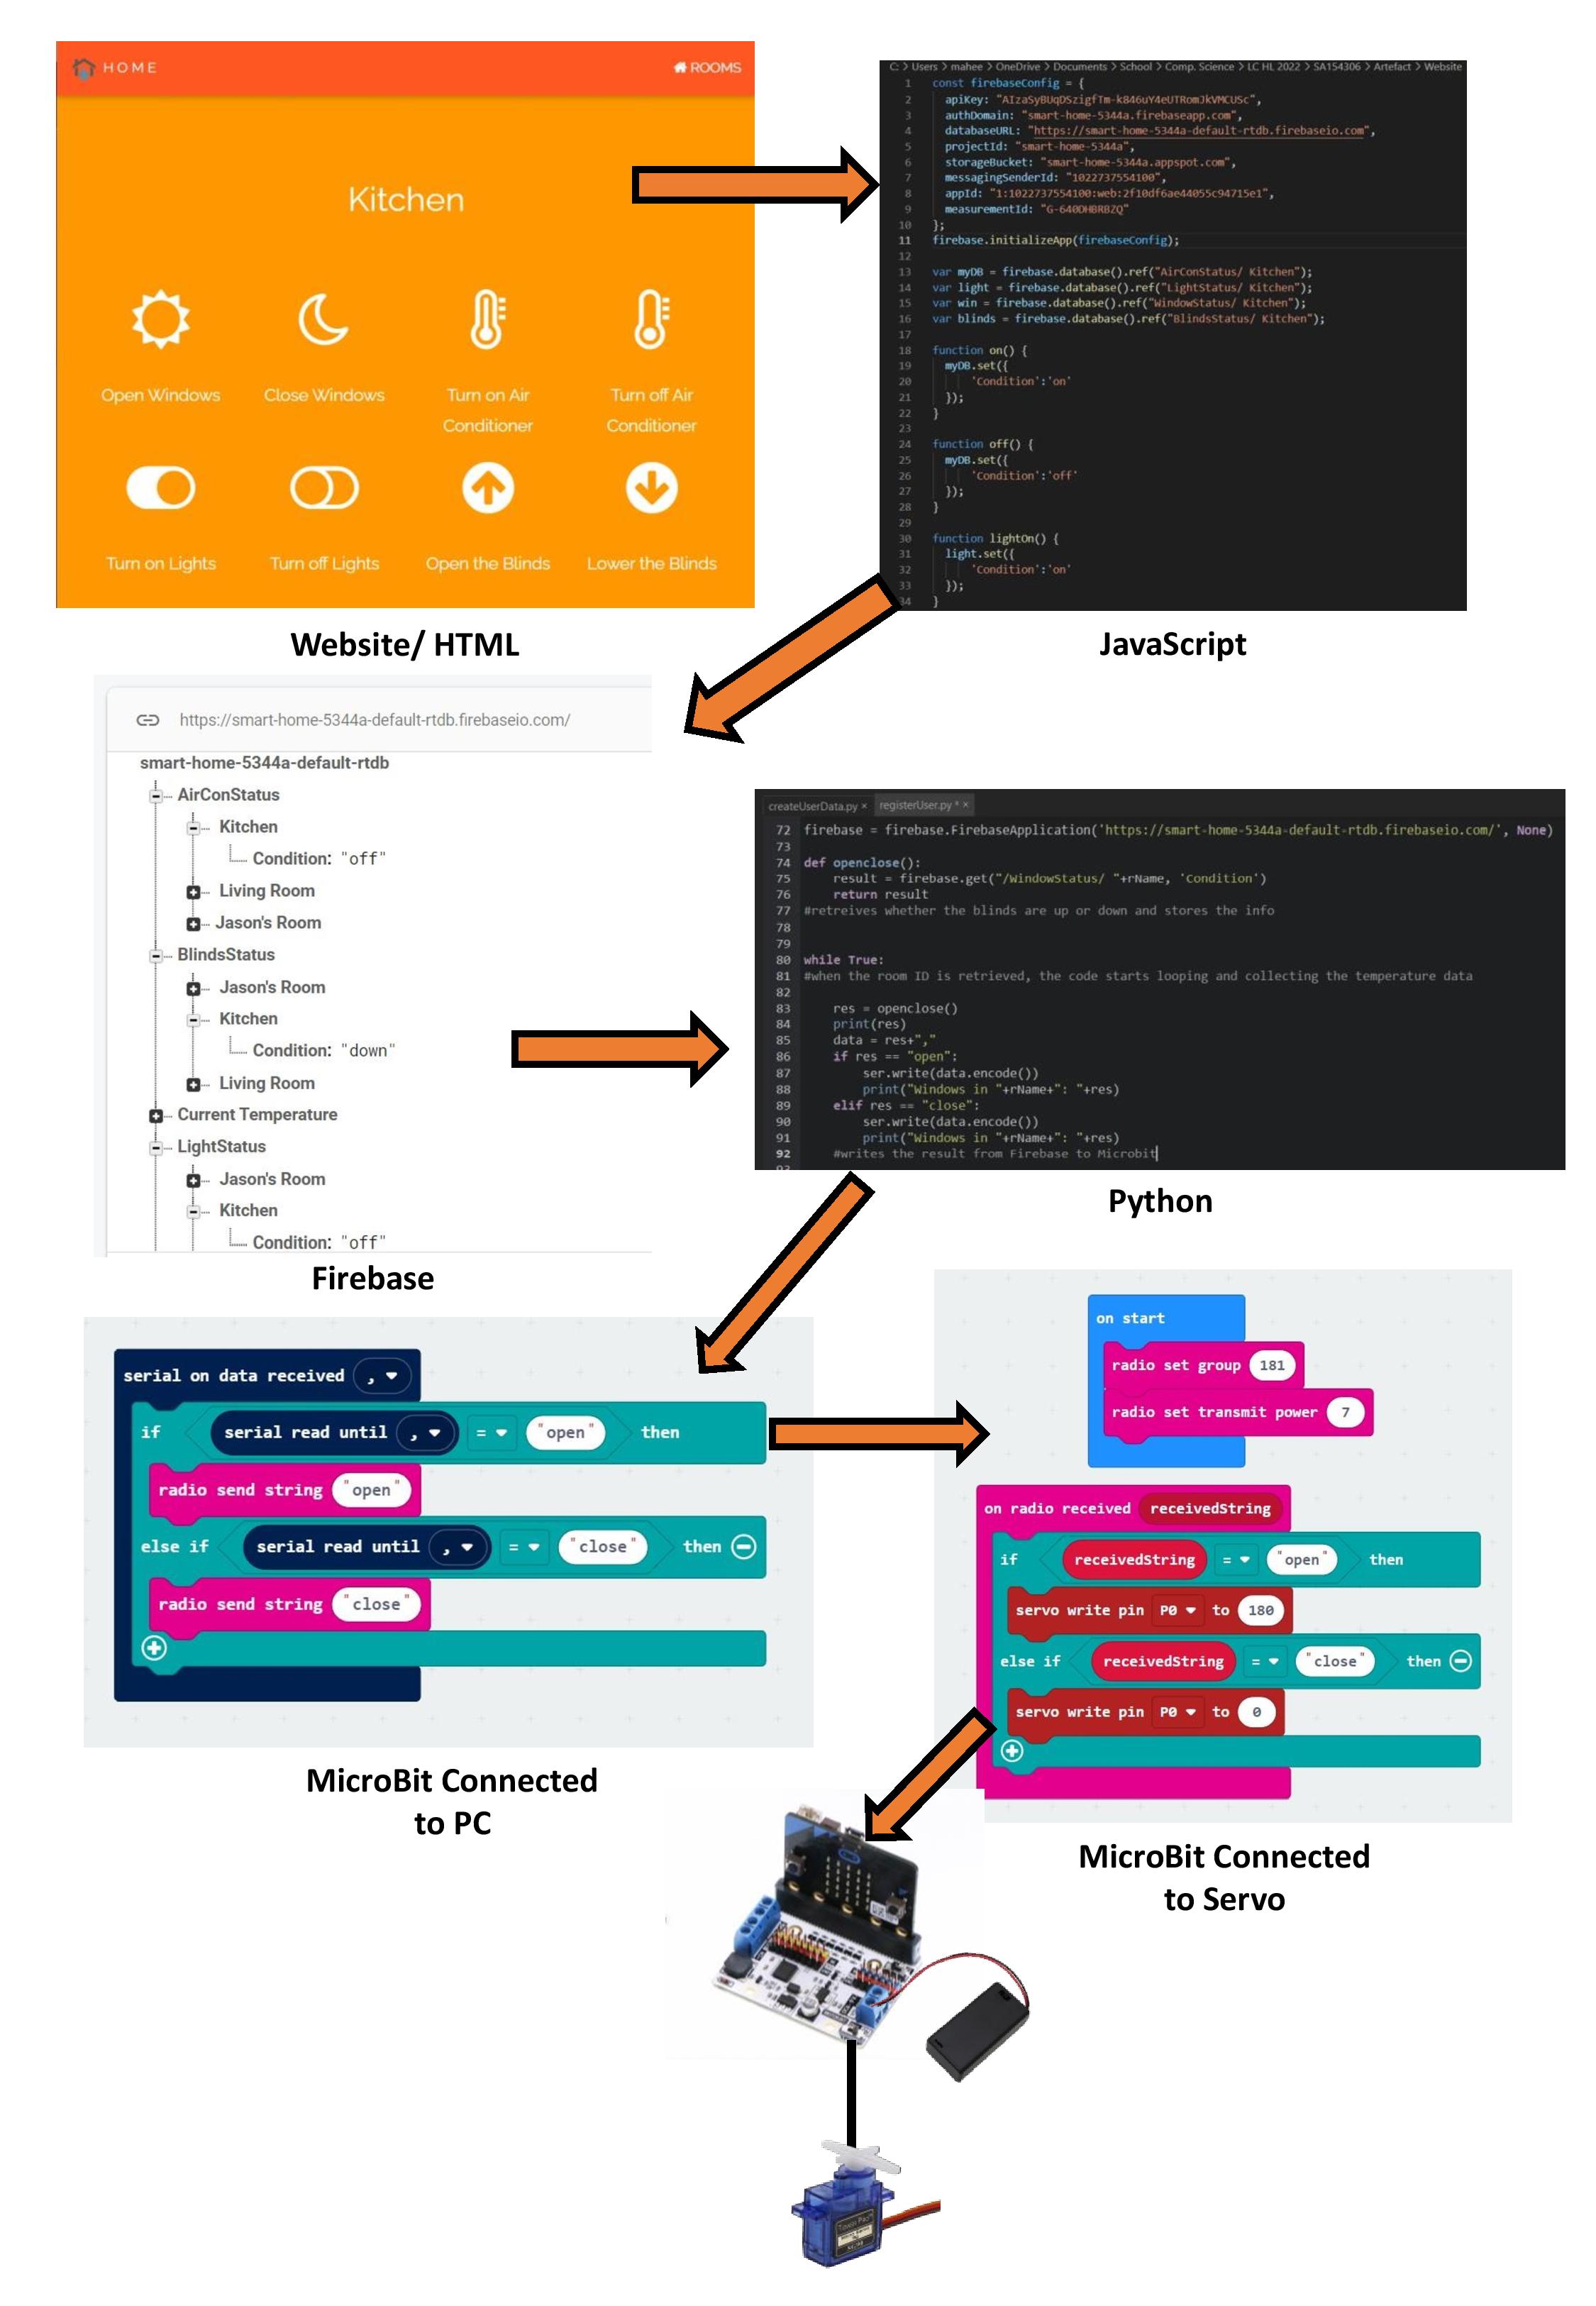 HOME
ROOMS
Kitchen
Open Windows
Close Windows
Turn on Air
Conditioner
Turn off Air
Conditioner
Turn on Lights
Turn off Lights
Open the Blinds
Lower the Blinds
Website/ HTML
C: > Users > mahee > OneDrive > Documents > School > Comp. Science > LC HL 2022 > SA154306 > Artefact > Website
1 const firebaseConfig = {
2 apiKey: "AIzaSyBUqDSzigfTm-k846uY4eUTRomJkVMCUSc",
3 authDomain: "smart-home-5344a.firebaseapp.com",
4 databaseURL: "https://smart-home-5344a-default-rtdb.firebaseio.com",
5 projectId: "smart-home-5344a",
6 storageBucket: "smart-home-5344a.appspot.com",
7 messagingSenderId: "1022737554100",
8 appId: "1:1022737554100:web:2f10df6ae44055c94715e1",
9 measurementId: "G-640DHBRBZQ"
10 };
11 firebase.initializeApp(firebaseConfig);
12
13 var myDB = firebase.database().ref("AirConStatus/ Kitchen");
14 var light = firebase.database().ref("LightStatus/ Kitchen");
15 var win = firebase.database().ref("WindowStatus/ Kitchen");
16 var blinds = firebase.database().ref("BlindsStatus/ Kitchen");
17
18 function on() {
19 myDB.set({
20 'Condition':'on'
21 });
22 }
23
24 function off() {
25 myDB.set({
26 'Condition':'off'
27 });
28 }
29
30 function lightOn() {
31 light.set({
32 'Condition':'on'
33 });
34 }
JavaScript
https://smart-home-5344a-default-rtdb.firebaseio.com/
smart-home-5344a-default-rtdb
AirConStatus
Kitchen
Condition: "off"
Living Room
Jason's Room
BlindsStatus
Jason's Room
Kitchen
Condition: "down"
Living Room
Current Temperature
LightStatus
Jason's Room
Kitchen
Condition: "off"
Firebase
createUserData.py × registerUser.py * ×
72 firebase = firebase.FirebaseApplication('https://smart-home-5344a-default-rtdb.firebaseio.com/', None)
73
74 def openclose():
75 result = firebase.get("/WindowStatus/ "+rName, 'Condition')
76 return result
77 #retreives whether the blinds are up or down and stores the info
78
79
80 while True:
81 #when the room ID is retrieved, the code starts looping and collecting the temperature data
82
83 res = openclose()
84 print(res)
85 data = res+","
86 if res == "open":
87 ser.write(data.encode())
88 print("Windows in "+rName+": "+res)
89 elif res == "close":
90 ser.write(data.encode())
91 print("Windows in "+rName+": "+res)
92 #writes the result from Firebase to Microbit
93
Python
serial on data received ,
if serial read until , = "open" then
radio send string "open"
else if serial read until , = "close" then
radio send string "close"
MicroBit Connected
to PC
on start
radio set group 181
radio set transmit power 7
on radio received receivedString
if receivedString = "open" then
servo write pin P0 to 180
else if receivedString = "close" then
servo write pin P0 to 0
MicroBit Connected
to Servo